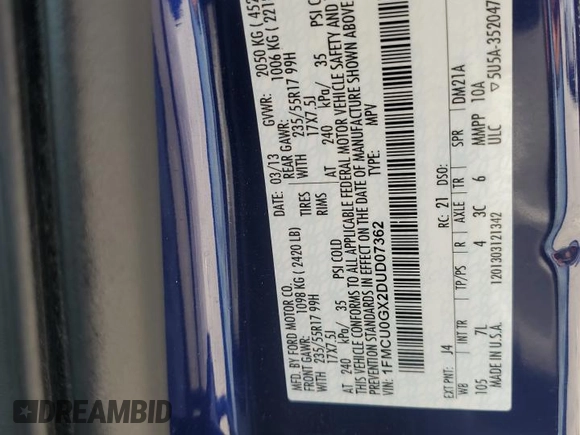 MFD. BY FORD MOTOR CO.
DATE: 03/13 GVWR: 2050 KG (
FRONT GAWR: 1098 KG (2420 LB) REAR GAWR: 1006 KG (
WITH 235/55R17 99H TIRES WITH 235/55R17 99H
17X7.5J RIMS 17X7.5J
AT 240 kPa/ 35 PSI COLD AT 240 kPa/ 35 PSI COLD
THIS VEHICLE CONFORMS TO ALL APPLICABLE FEDERAL MOTOR VEHICLE SAFETY AND
PREVENTION STANDARDS IN EFFECT ON THE DATE OF MANUFACTURE SHOWN ABOVE
VIN: 1FMCU0GX2DUD07362 TYPE: MPV
EXT PNT: J4 RC: 21 DSO:
WB INT TR TP/PS R AXLE TR SPR DM21A
105 7L 4 3C 6 MMPP 10A
MADE IN U.S.A. 1201303121342 ULC ▽5U5A-352047
DREAMBID